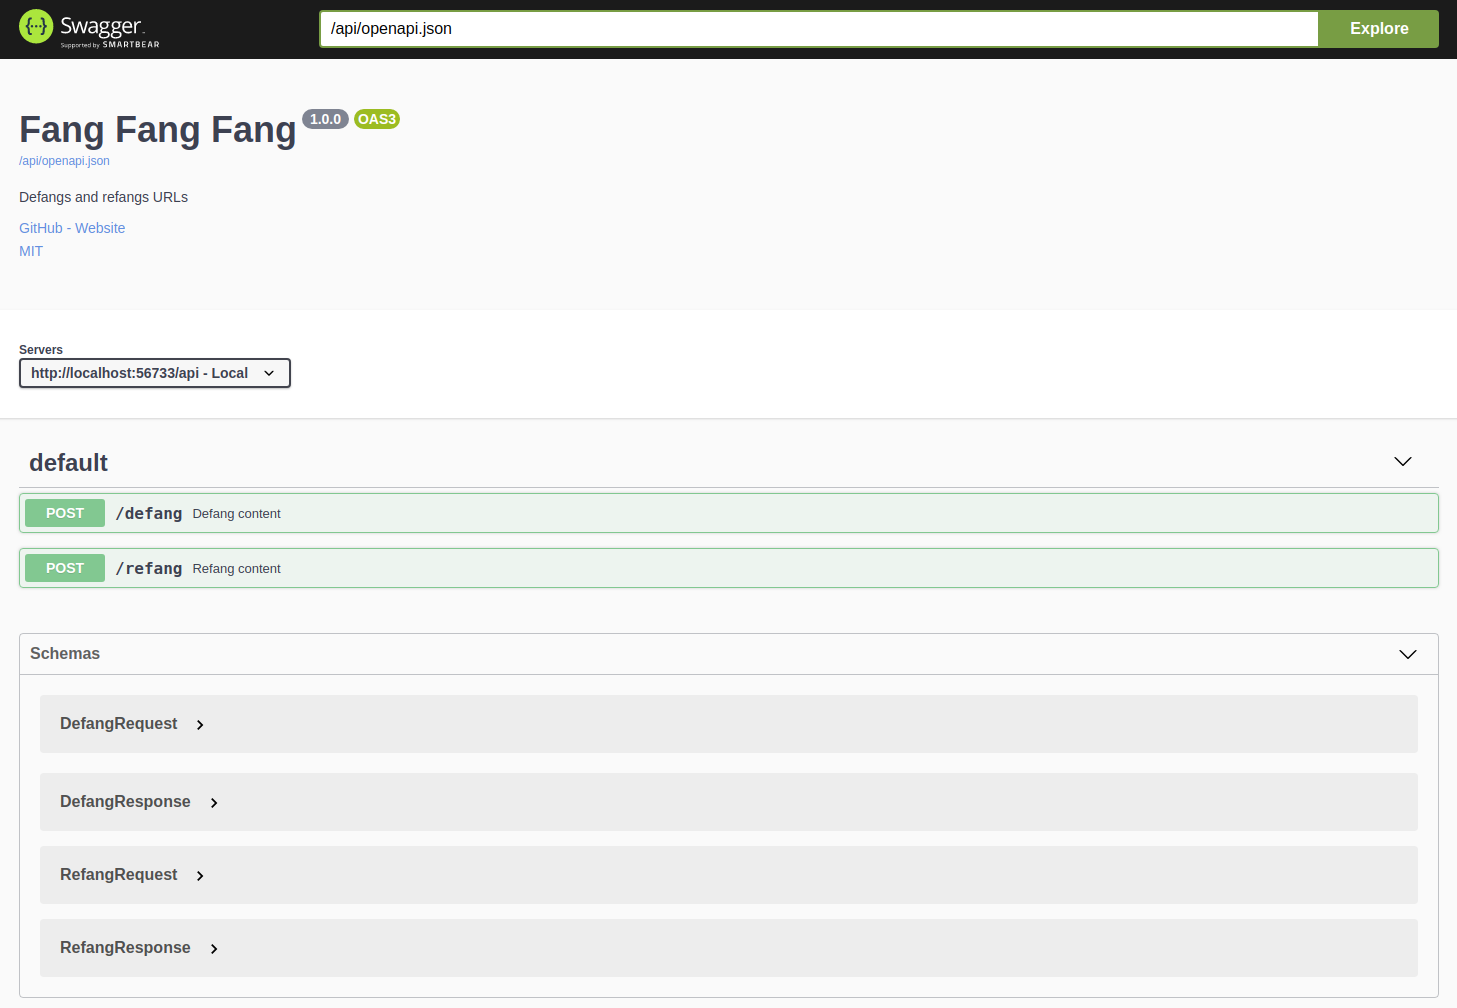 Swagger
Supported by SMARTBEAR
/api/openapi.json
Explore
Fang Fang Fang 1.0.0 OAS3
/api/openapi.json
Defangs and refangs URLs
GitHub - Website
MIT
Servers
http://localhost:56733/api - Local
default
POST /defang Defang content
POST /refang Refang content
Schemas
DefangRequest
DefangResponse
RefangRequest
RefangResponse